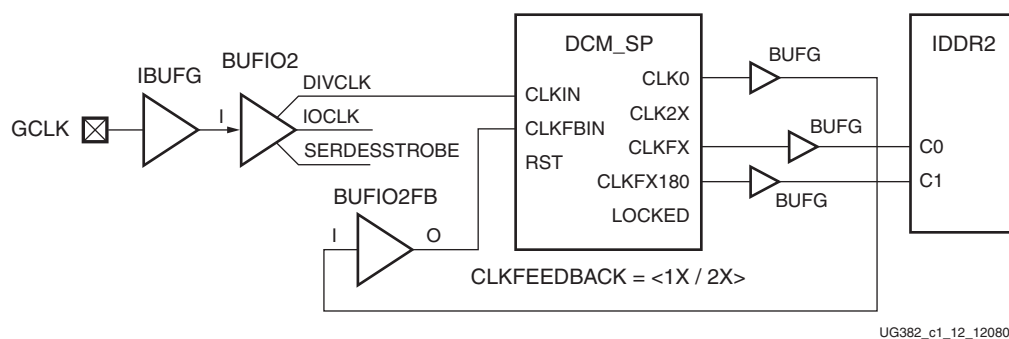 DCM_SP
IDDR2
BUFG
BUFIO2
IBUFG
DIVCLK
CLK0
CLKIN
GCLK
I
IOCLK
CLK2X
CLKFBIN
BUFG
SERDESSTROBE
CLKFX
C0
RST
CLKFX180
C1
BUFIO2FB
BUFG
LOCKED
I
O
CLKFEEDBACK = <1X / 2X>
UG382_c1_12_12080